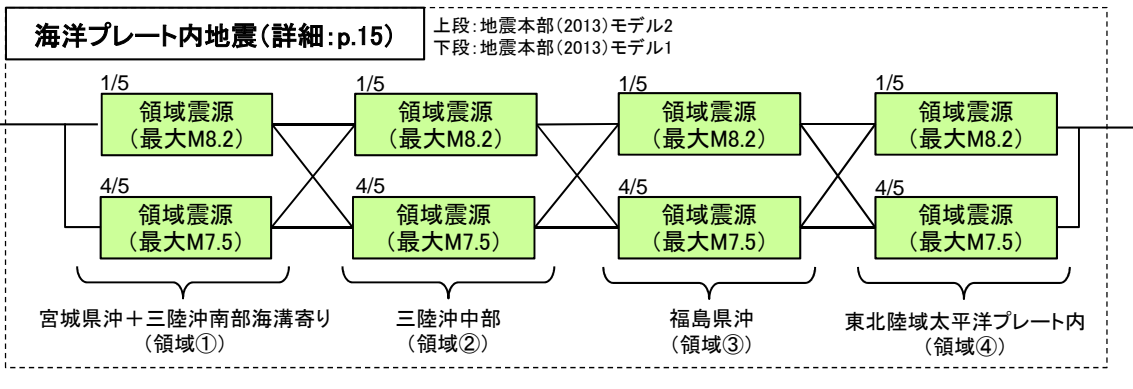 海洋プレート内地震(詳細:p.15)
上段:地震本部(2013)モデル2
下段:地震本部(2013)モデル1
1/5
領域震源
(最大M8.2)
1/5
領域震源
(最大M8.2)
1/5
領域震源
(最大M8.2)
1/5
領域震源
(最大M8.2)
4/5
領域震源
(最大M7.5)
4/5
領域震源
(最大M7.5)
4/5
領域震源
(最大M7.5)
4/5
領域震源
(最大M7.5)
宮城県沖+三陸沖南部海溝寄り
(領域①)
三陸沖中部
(領域②)
福島県沖
(領域③)
東北陸域太平洋プレート内
(領域④)